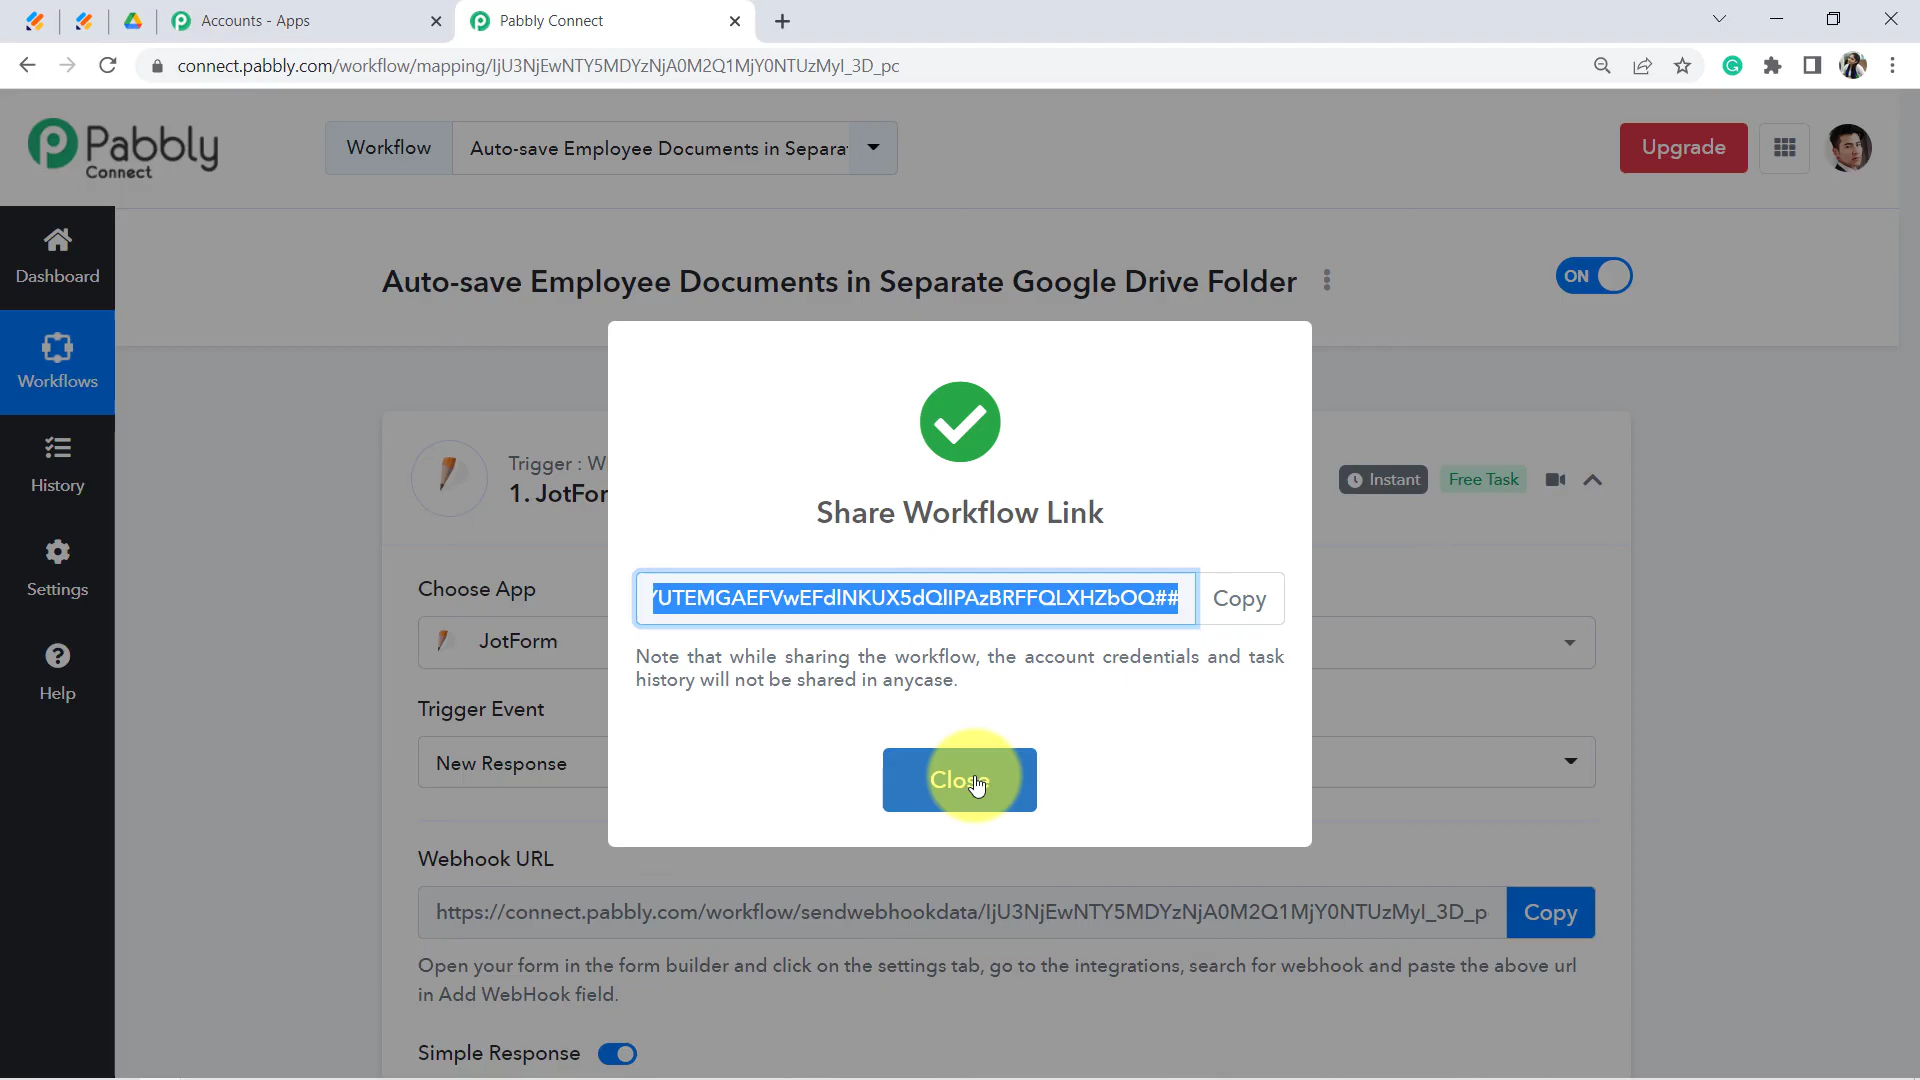 Accounts - Apps
Pabbly Connect
connect.pabbly.com/workflow/mapping/IjU3NjEwNTY5MDYzNjA0M2Q1MjY0NTUzMyI_3D_pc
Pabbly
Connect
Workflow
Auto-save Employee Documents in Separa
Upgrade
Dashboard
Workflows
History
Settings
Help
Auto-save Employee Documents in Separate Google Drive Folder
ON
Trigger : W
1. JotFor
Instant
Free Task
Choose App
JotForm
Trigger Event
New Response
Share Workflow Link
YUTEMGAEFVwEFdlNKUX5dQlIPAzBRFFQLXHZbOQ##
Copy
Note that while sharing the workflow, the account credentials and task
history will not be shared in anycase.
Close
Webhook URL
https://connect.pabbly.com/workflow/sendwebhookdata/IjU3NjEwNTY5MDYzNjA0M2Q1MjY0NTUzMyI_3D_p
Copy
Open your form in the form builder and click on the settings tab, go to the integrations, search for webhook and paste the above url
in Add WebHook field.
Simple Response